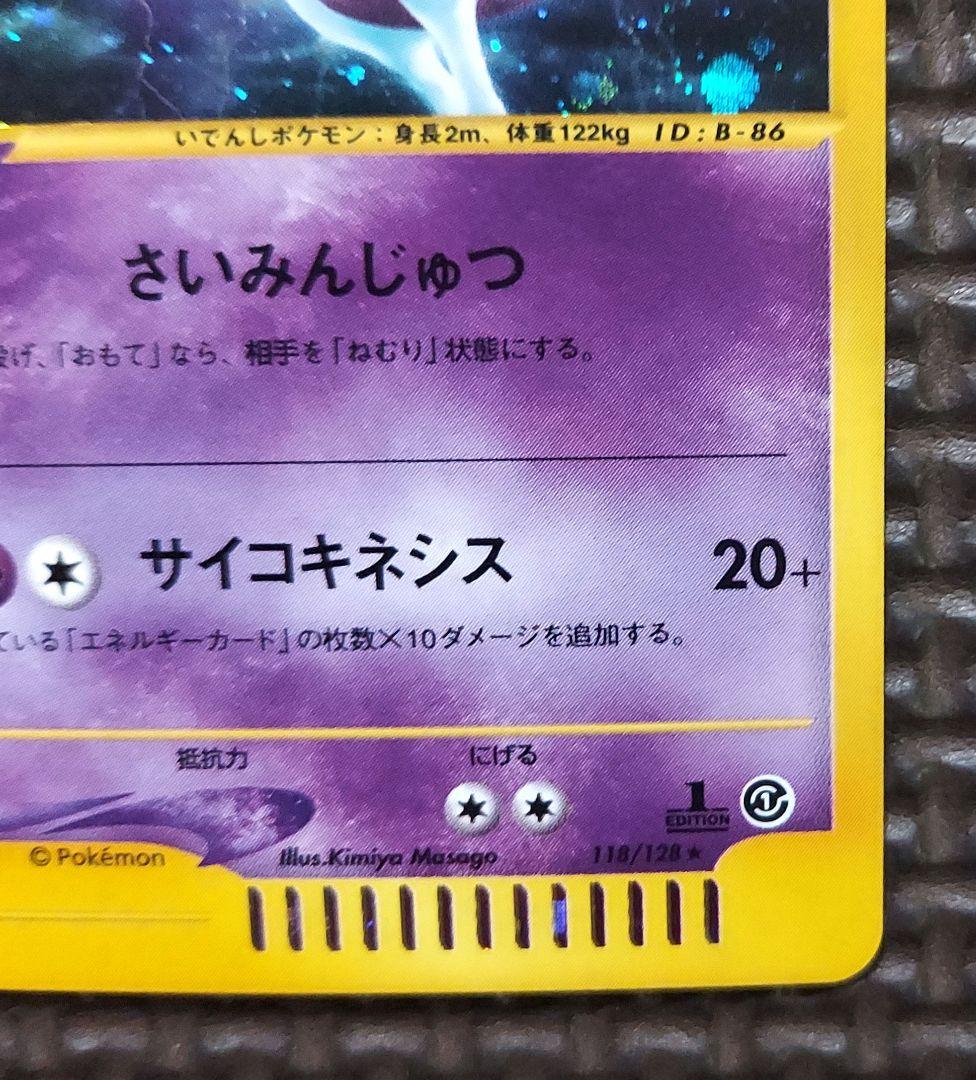 いでんしポケモン：身長2m、体重122kg ID:B-86
さいみんじゅつ
げ、「おもて」なら、相手を「ねむり」状態にする。
サイコキネシス 20+
ている「エネルギーカード」の枚数×10ダメージを追加する。
抵抗力 にげる
1 EDITION
©Pokémon Illus.Kimiya Masago 118/128★